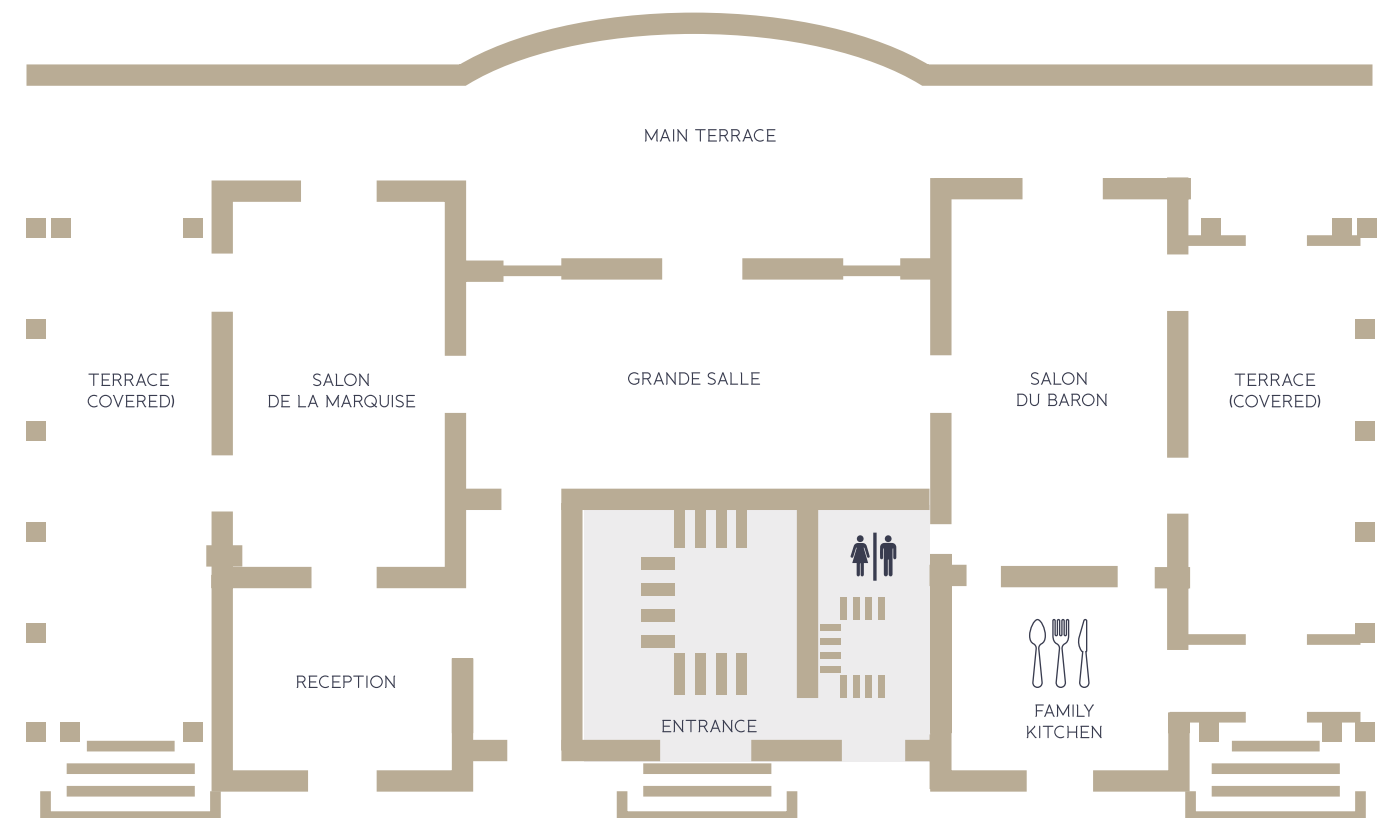 MAIN TERRACE
TERRACE
COVERED)
SALON
DE LA MARQUISE
GRANDE SALLE
SALON
DU BARON
TERRACE
(COVERED)
RECEPTION
ENTRANCE
FAMILY
KITCHEN